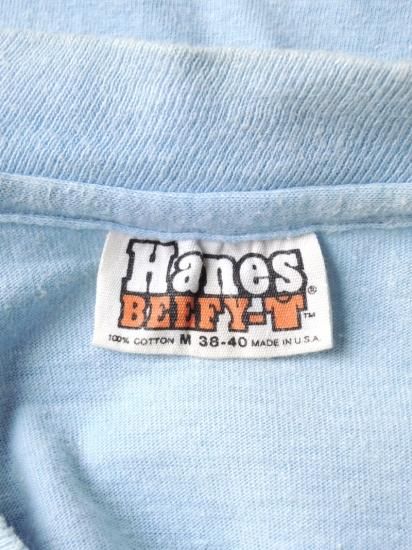 Hanes®
BEEFY-T™
100% COTTON M 38-40 MADE IN U.S.A.